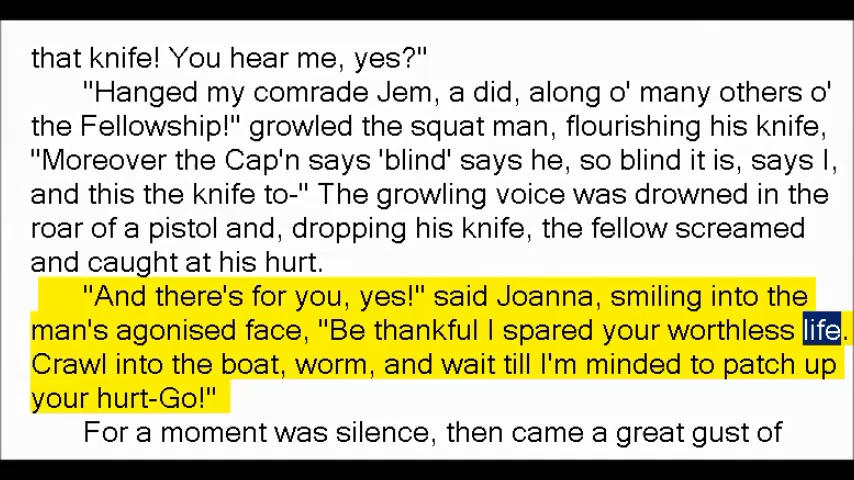 that knife! You hear me, yes?"
"Hanged my comrade Jem, a did, along o' many others o'
the Fellowship!" growled the squat man, flourishing his knife,
"Moreover the Cap'n says 'blind' says he, so blind it is, says I,
and this the knife to-" The growling voice was drowned in the
roar of a pistol and, dropping his knife, the fellow screamed
and caught at his hurt.
"And there's for you, yes!" said Joanna, smiling into the
man's agonised face, "Be thankful I spared your worthless life.
Crawl into the boat, worm, and wait till I'm minded to patch up
your hurt-Go!"
For a moment was silence, then came a great gust of